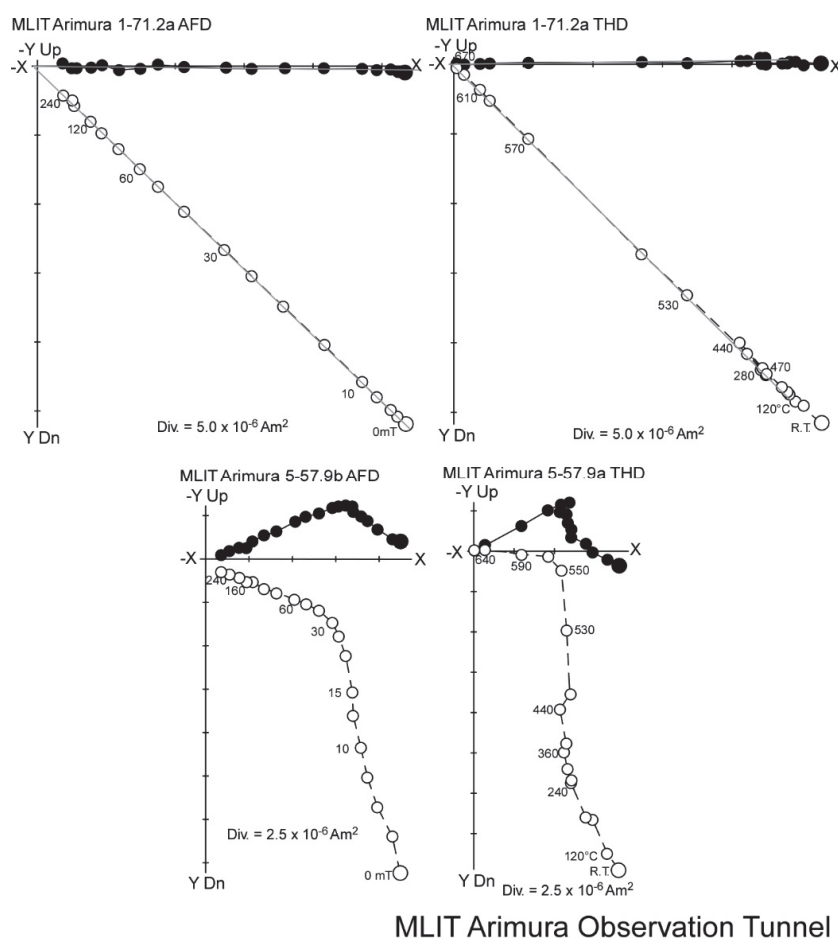 MLIT Arimura 1-71.2a AFD
-Y Up
-X
X
240
120
60
30
10
0mT
Div. = 5.0 x 10⁻⁶ Am²
Y Dn
MLIT Arimura 1-71.2a THD
-Y Up
670
-X
X
610
570
530
440
470
280
120°C
R.T.
Div. = 5.0 x 10⁻⁶ Am²
Y Dn
MLIT Arimura 5-57.9b AFD
-Y Up
-X
X
240
160
60
30
15
10
Div. = 2.5 x 10⁻⁶ Am²
0 mT
Y Dn
MLIT Arimura 5-57.9a THD
-Y Up
-X
X
640
590
550
530
440
360
240
120°C
R.T.
Div. = 2.5 x 10⁻⁶ Am²
Y Dn
MLIT Arimura Observation Tunnel